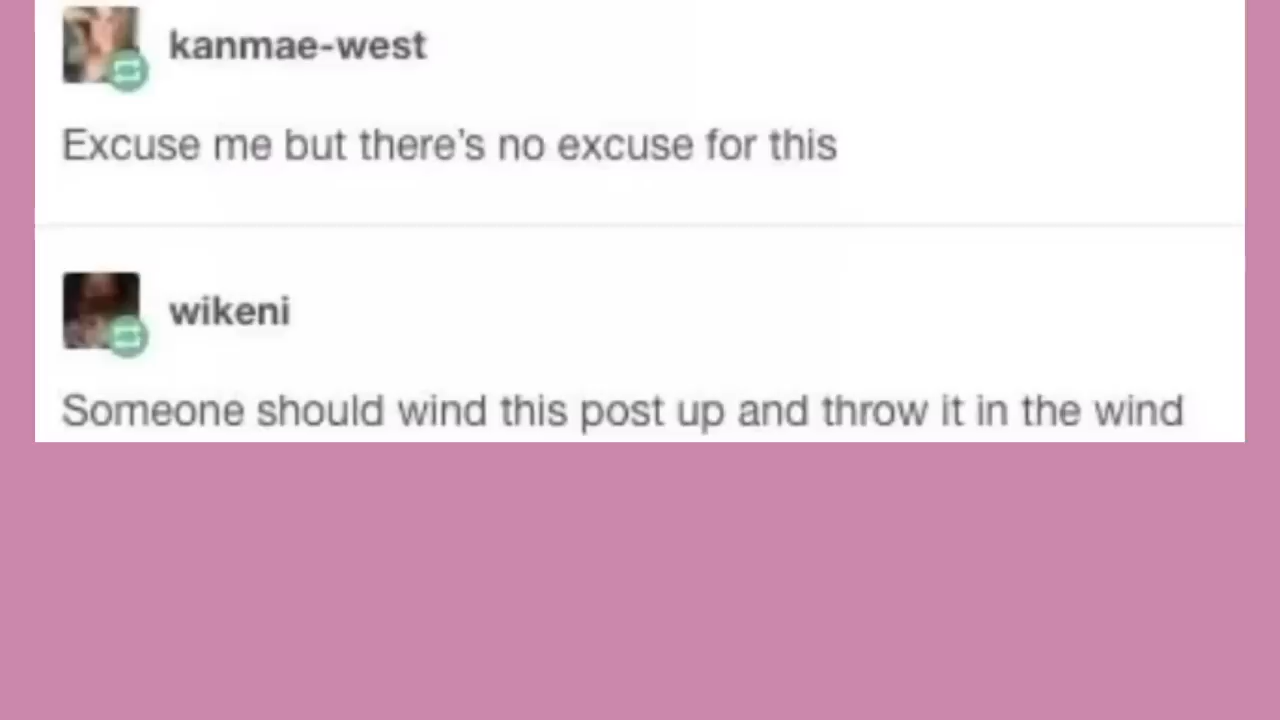 kanmae-west
Excuse me but there's no excuse for this
wikeni
Someone should wind this post up and throw it in the wind